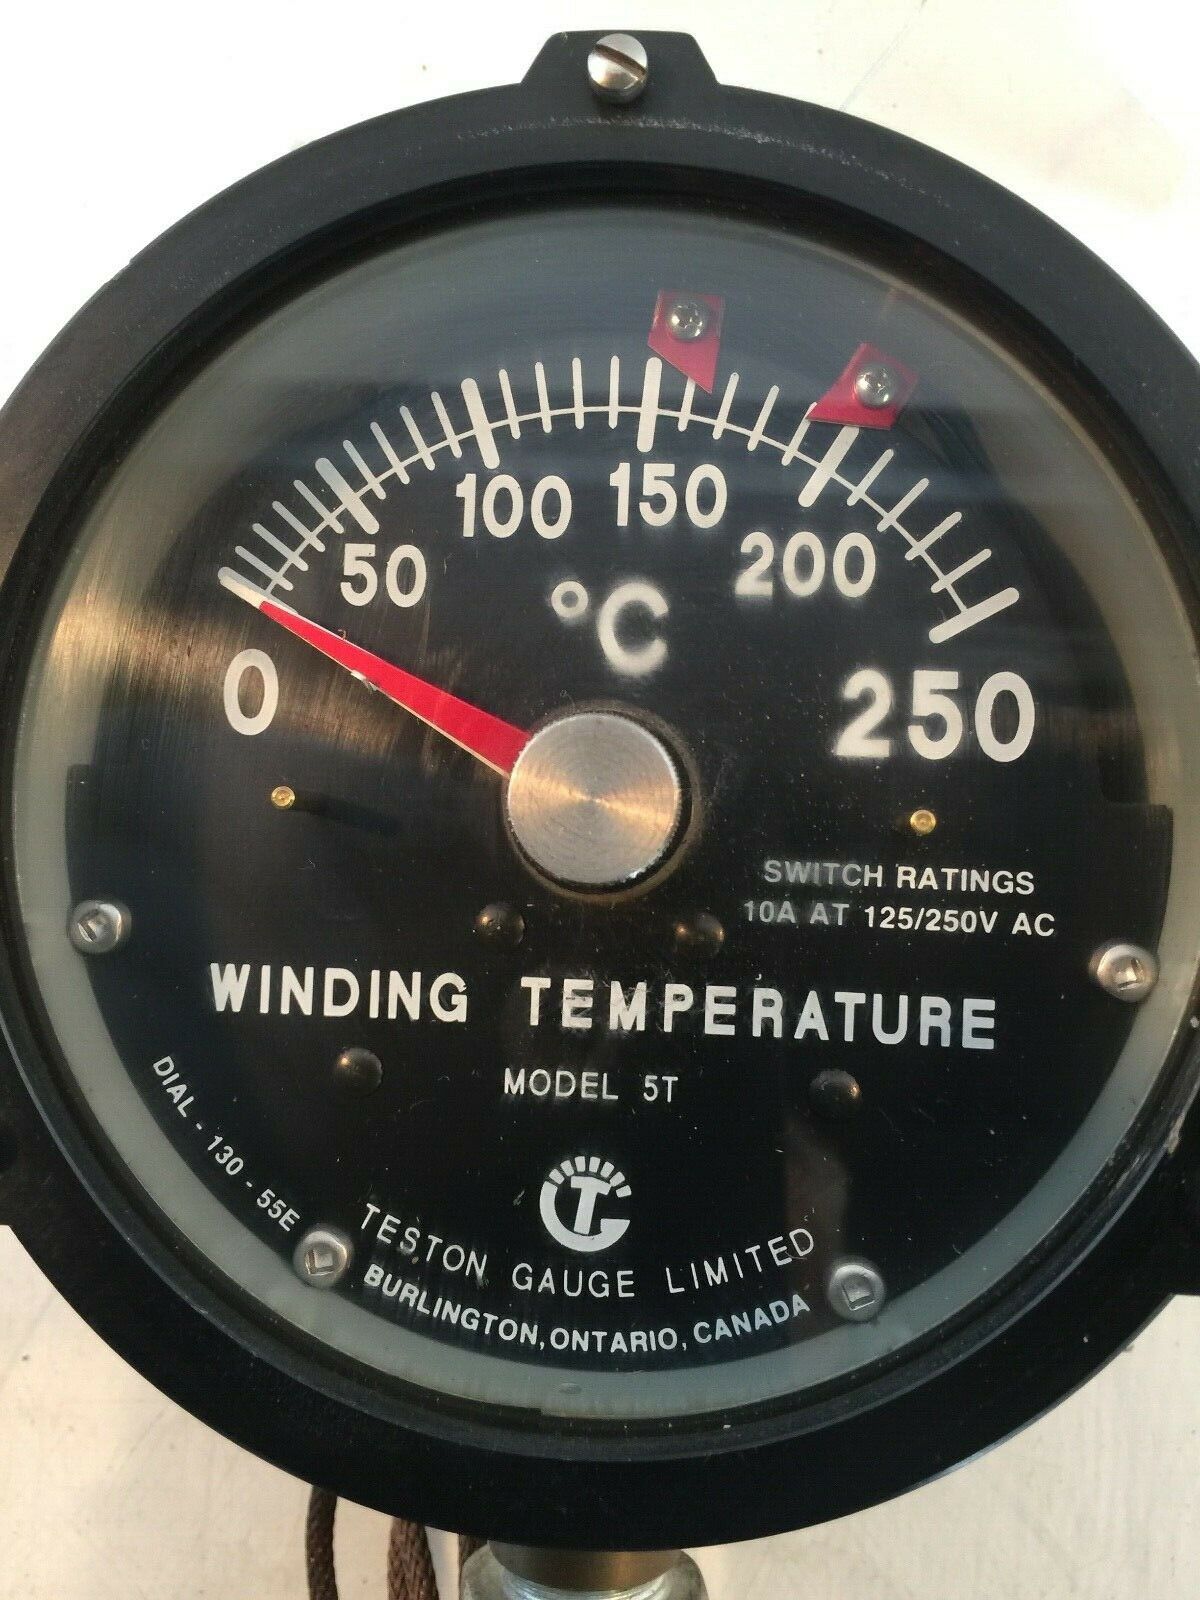 0
50
100
150
200
250
°C
SWITCH RATINGS
10A AT 125/250V AC
WINDING TEMPERATURE
MODEL 5T
DIAL - 130 - 55E
TG
TESTON GAUGE LIMITED
BURLINGTON, ONTARIO, CANADA